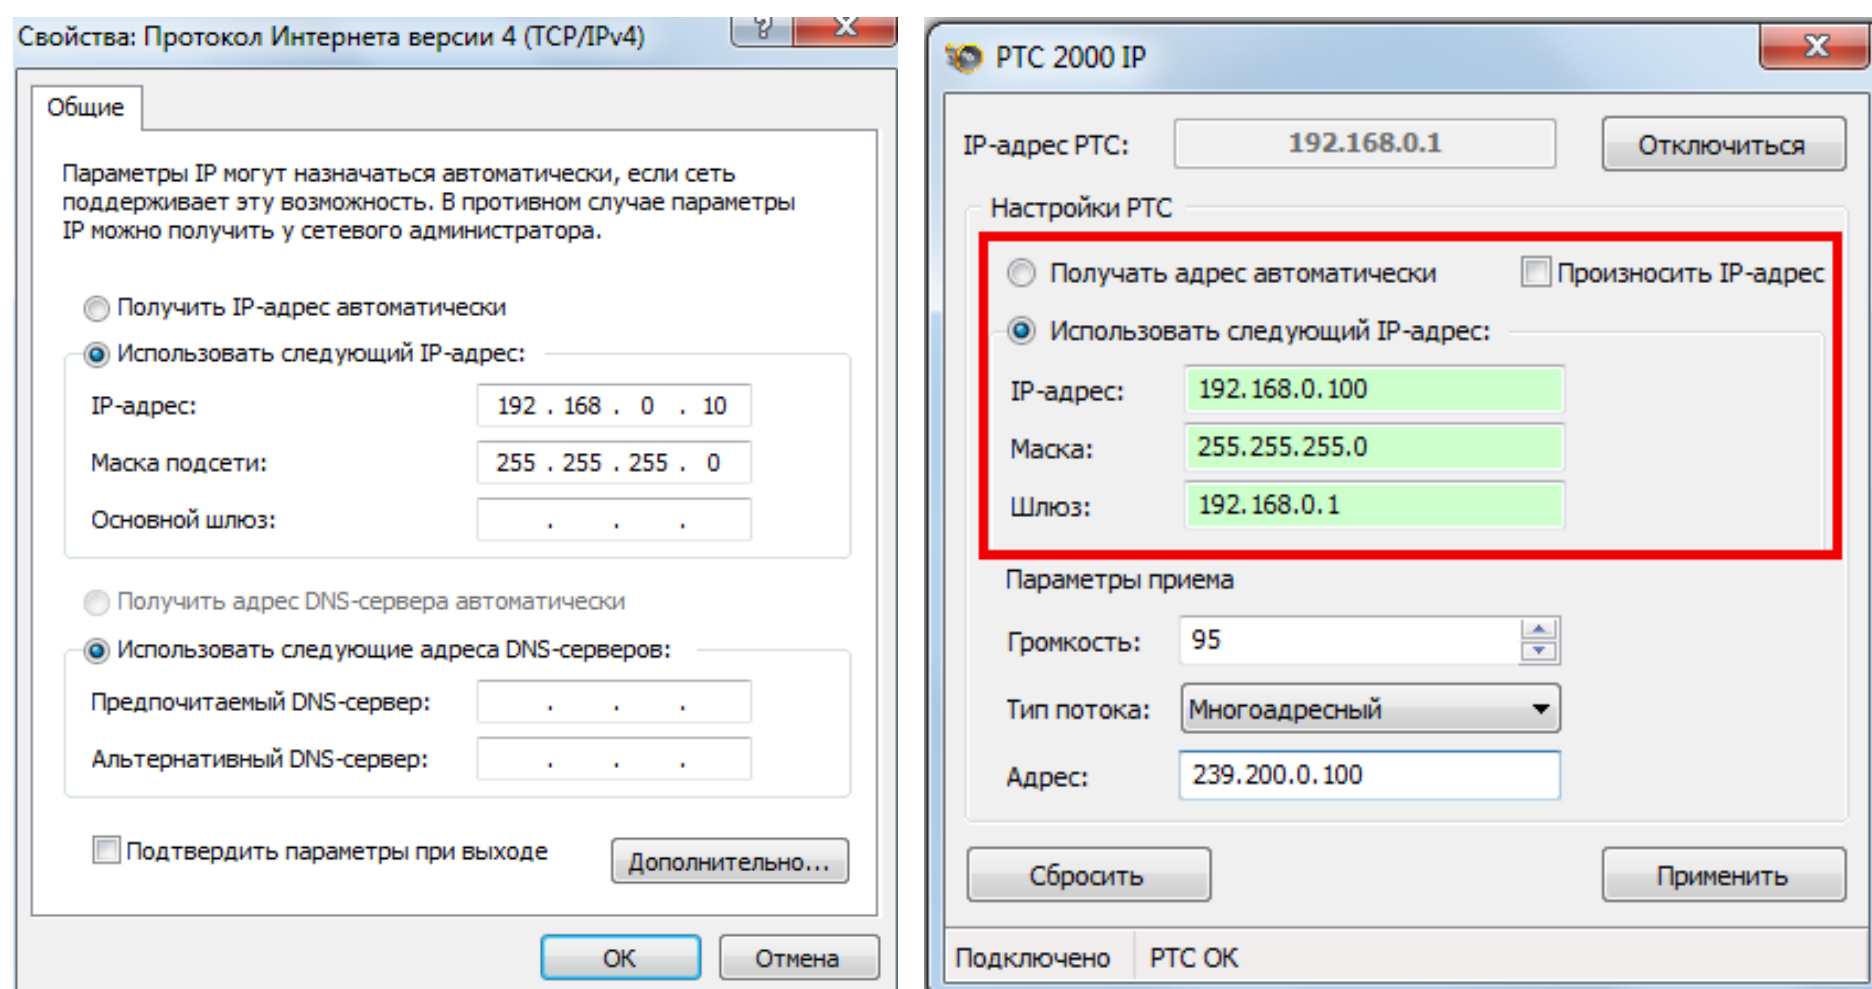 Свойства: Протокол Интернета версии 4 (TCP/IPv4)
?
X
Общие
Параметры IP могут назначаться автоматически, если сеть
поддерживает эту возможность. В противном случае параметры
IP можно получить у сетевого администратора.
Получить IP-адрес автоматически
Использовать следующий IP-адрес:
IP-адрес: 192 . 168 . 0 . 10
Маска подсети: 255 . 255 . 255 . 0
Основной шлюз: . . .
Получить адрес DNS-сервера автоматически
Использовать следующие адреса DNS-серверов:
Предпочитаемый DNS-сервер: . . .
Альтернативный DNS-сервер: . . .
Подтвердить параметры при выходе
Дополнительно...
ОК
Отмена
РТС 2000 IP
X
IP-адрес РТС: 192.168.0.1
Отключиться
Настройки РТС
Получать адрес автоматически
Произносить IP-адрес
Использовать следующий IP-адрес:
IP-адрес: 192.168.0.100
Маска: 255.255.255.0
Шлюз: 192.168.0.1
Параметры приема
Громкость: 95
Тип потока: Многоадресный
Адрес: 239.200.0.100
Сбросить
Применить
Подключено
РТС ОК